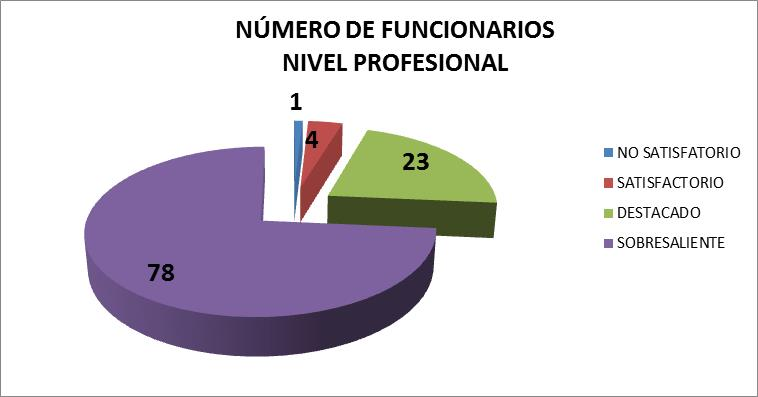 NÚMERO DE FUNCIONARIOS
NIVEL PROFESIONAL
1
4
23
78
NO SATISFATORIO
SATISFACTORIO
DESTACADO
SOBRESALIENTE